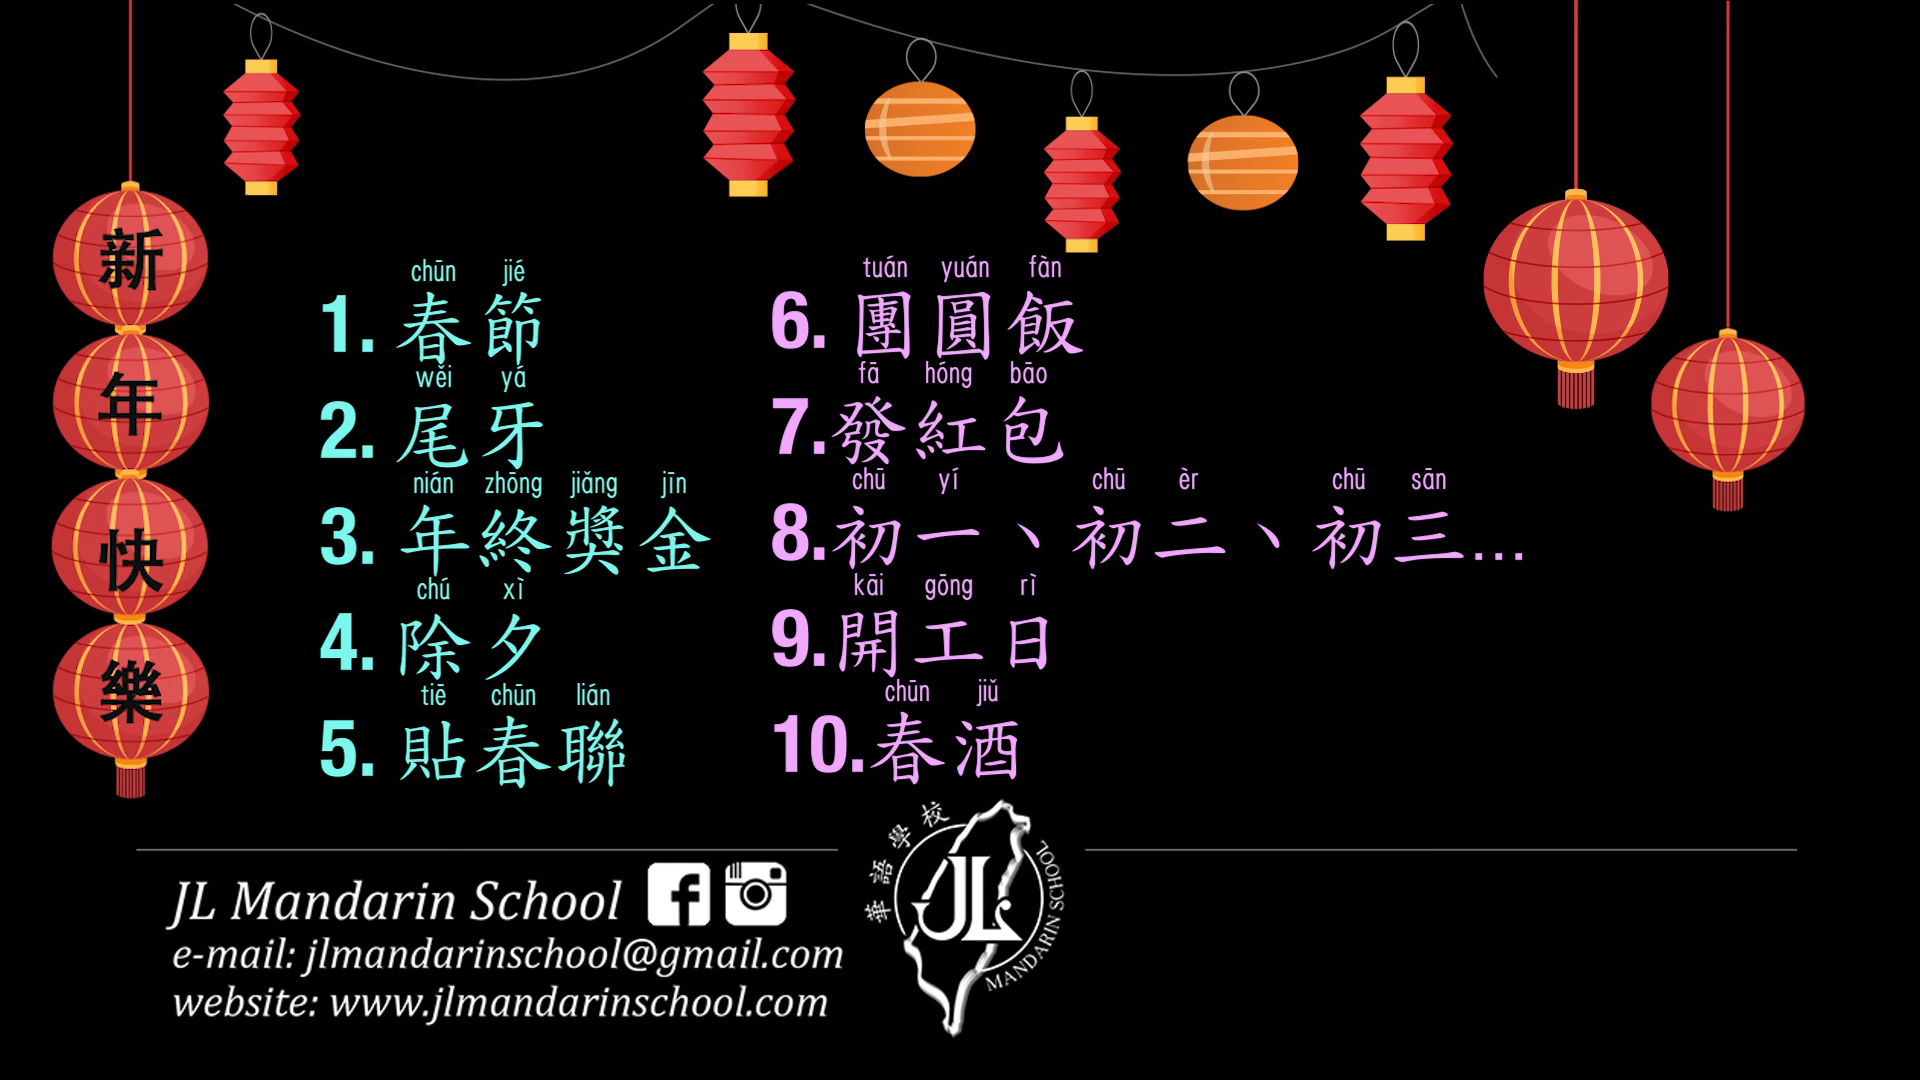 新
年
快
樂
chūn jié
1. 春節
wěi yá
2. 尾牙
nián zhōng jiǎng jīn
3. 年終獎金
chú xì
4. 除夕
tiē chūn lián
5. 貼春聯
tuán yuán fàn
6. 團圓飯
fā hóng bāo
7.發紅包
chū yí chū èr chū sān
8.初一、初二、初三...
kāi gōng rì
9.開工日
chūn jiǔ
10.春酒
JL Mandarin School
e-mail: jlmandarinschool@gmail.com
website: www.jlmandarinschool.com
華語學校
JL
MANDARIN SCHOOL